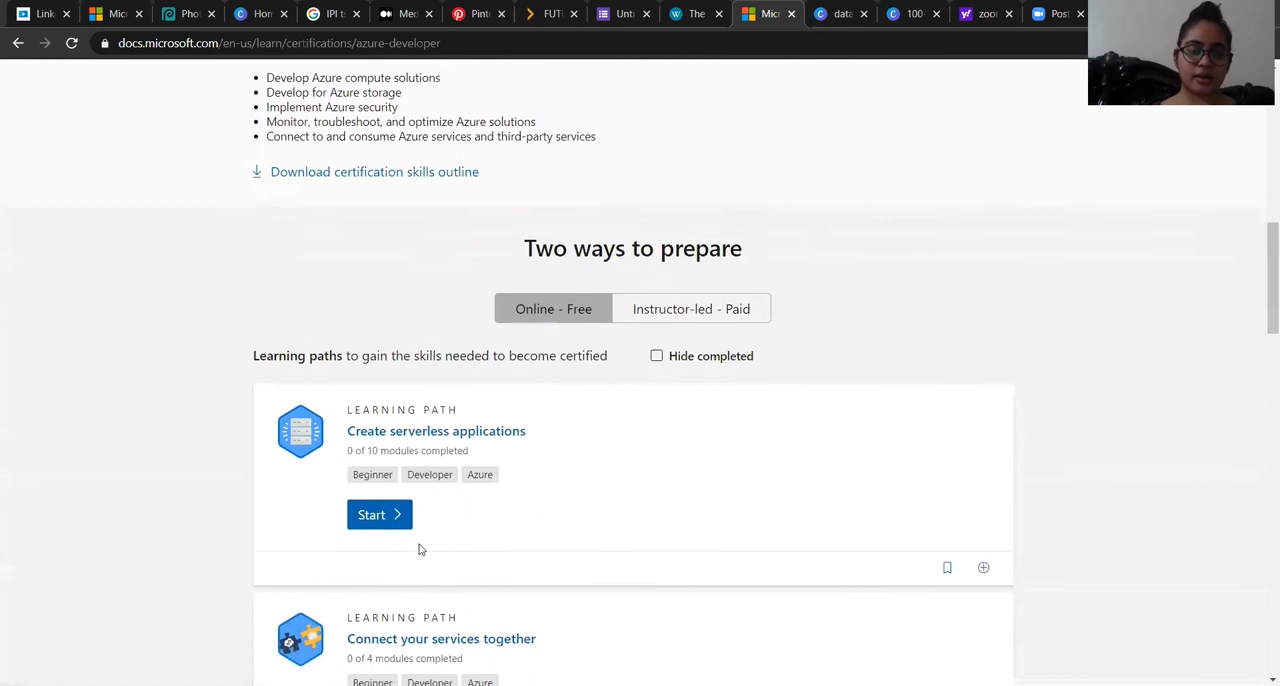 Link
Micr
Pho
Hon
IPI ts
Med
Pint
FUT
Unti
The
Micr
data
100-
zoor
Post
docs.microsoft.com/en-us/learn/certifications/azure-developer
• Develop Azure compute solutions
• Develop for Azure storage
• Implement Azure security
• Monitor, troubleshoot, and optimize Azure solutions
• Connect to and consume Azure services and third-party services
Download certification skills outline
Two ways to prepare
Online - Free Instructor-led - Paid
Learning paths to gain the skills needed to become certified Hide completed
LEARNING PATH
Create serverless applications
0 of 10 modules completed
Beginner Developer Azure
Start
LEARNING PATH
Connect your services together
0 of 4 modules completed
Beginner Developer Azure